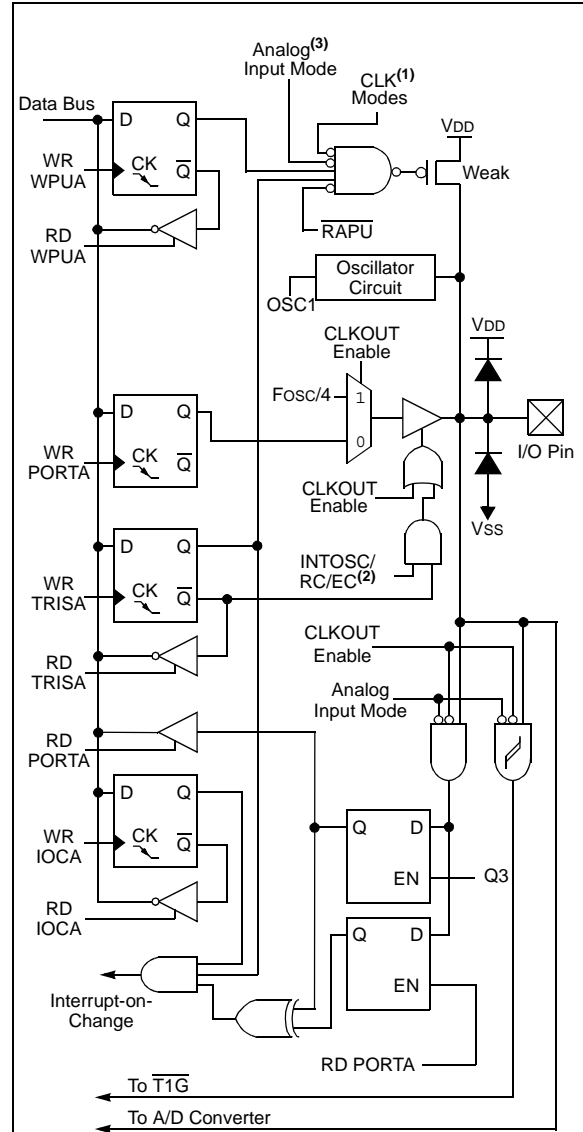 Analog(3)
Input Mode
CLK(1)
Modes
Data Bus
D Q
CK
Q
WR
WPUA
VDD
Weak
RD
WPUA
RAPU
Oscillator
Circuit
OSC1
CLKOUT
Enable
VDD
FOSC/4
1
0
D Q
WR
PORTA
CK
Q
I/O Pin
CLKOUT
Enable
VSS
D Q
INTOSC/
RC/EC(2)
WR
TRISA
CK
Q
CLKOUT
Enable
RD
TRISA
Analog
Input Mode
RD
PORTA
D Q
WR
IOCA
CK
Q
Q D
EN
Q3
RD
IOCA
Q D
EN
Interrupt-on-
Change
RD PORTA
To T1G
To A/D Converter